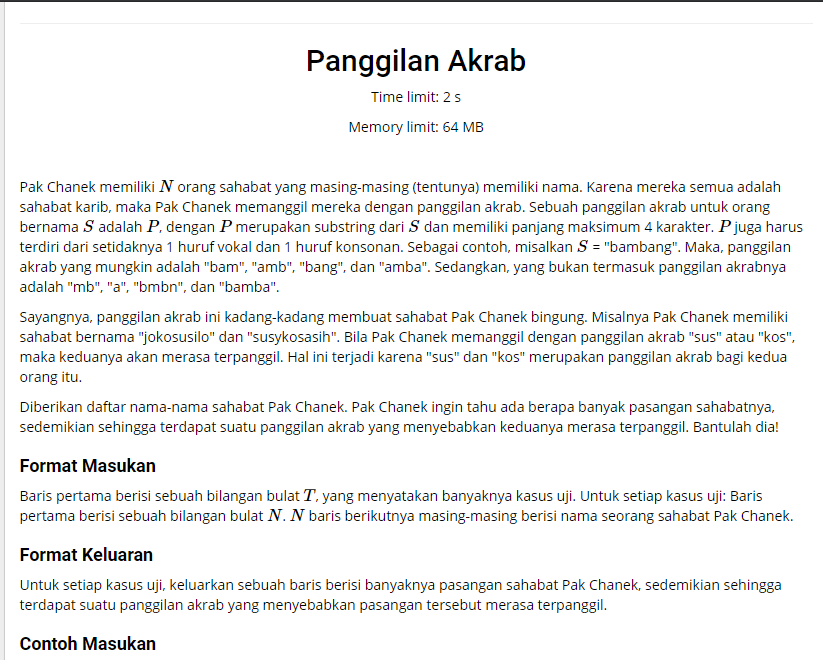 Panggilan Akrab
Time limit: 2 s
Memory limit: 64 MB
Pak Chanek memiliki N orang sahabat yang masing-masing (tentunya) memiliki nama. Karena mereka semua adalah
sahabat karib, maka Pak Chanek memanggil mereka dengan panggilan akrab. Sebuah panggilan akrab untuk orang
bernama S adalah P, dengan P merupakan substring dari S dan memiliki panjang maksimum 4 karakter. P juga harus
terdiri dari setidaknya 1 huruf vokal dan 1 huruf konsonan. Sebagai contoh, misalkan S = "bambang". Maka, panggilan
akrab yang mungkin adalah "bam", "amb", "bang", dan "amba". Sedangkan, yang bukan termasuk panggilan akrabnya
adalah "mb", "a", "bmbn", dan "bamba".
Sayangnya, panggilan akrab ini kadang-kadang membuat sahabat Pak Chanek bingung. Misalnya Pak Chanek memiliki
sahabat bernama "jokosusilo" dan "susykosasih". Bila Pak Chanek memanggil dengan panggilan akrab "sus" atau "kos",
maka keduanya akan merasa terpanggil. Hal ini terjadi karena "sus" dan "kos" merupakan panggilan akrab bagi kedua
orang itu.
Diberikan daftar nama-nama sahabat Pak Chanek. Pak Chanek ingin tahu ada berapa banyak pasangan sahabatnya,
sedemikian sehingga terdapat suatu panggilan akrab yang menyebabkan keduanya merasa terpanggil. Bantulah dia!
Format Masukan
Baris pertama berisi sebuah bilangan bulat T, yang menyatakan banyaknya kasus uji. Untuk setiap kasus uji: Baris
pertama berisi sebuah bilangan bulat N. N baris berikutnya masing-masing berisi nama seorang sahabat Pak Chanek.
Format Keluaran
Untuk setiap kasus uji, keluarkan sebuah baris berisi banyaknya pasangan sahabat Pak Chanek, sedemikian sehingga
terdapat suatu panggilan akrab yang menyebabkan pasangan tersebut merasa terpanggil.
Contoh Masukan